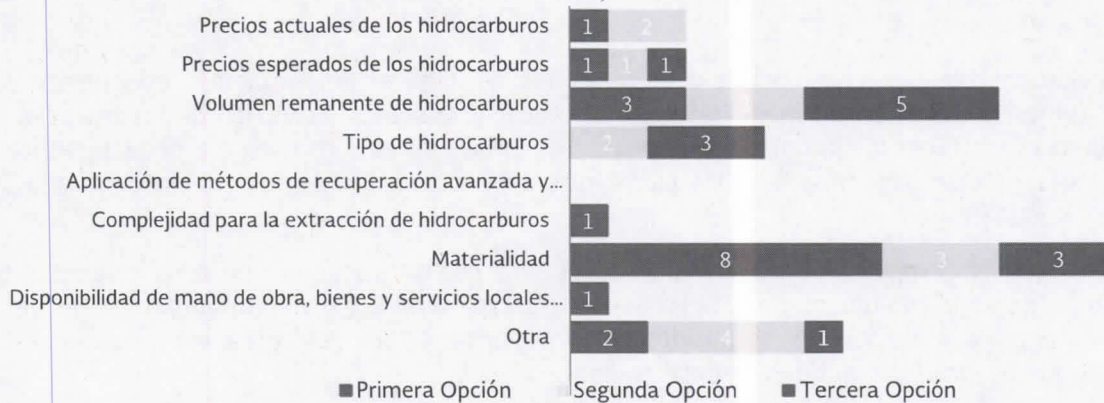 Precios actuales de los hidrocarburos 1 2
Precios esperados de los hidrocarburos 1 1 1
Volumen remanente de hidrocarburos 3 5
Tipo de hidrocarburos 2 3
Aplicación de métodos de recuperación avanzada y...
Complejidad para la extracción de hidrocarburos 1
Materialidad 8 3 3
Disponibilidad de mano de obra, bienes y servicios locales... 1
Otra 2 4 1
Primera Opción Segunda Opción Tercera Opción